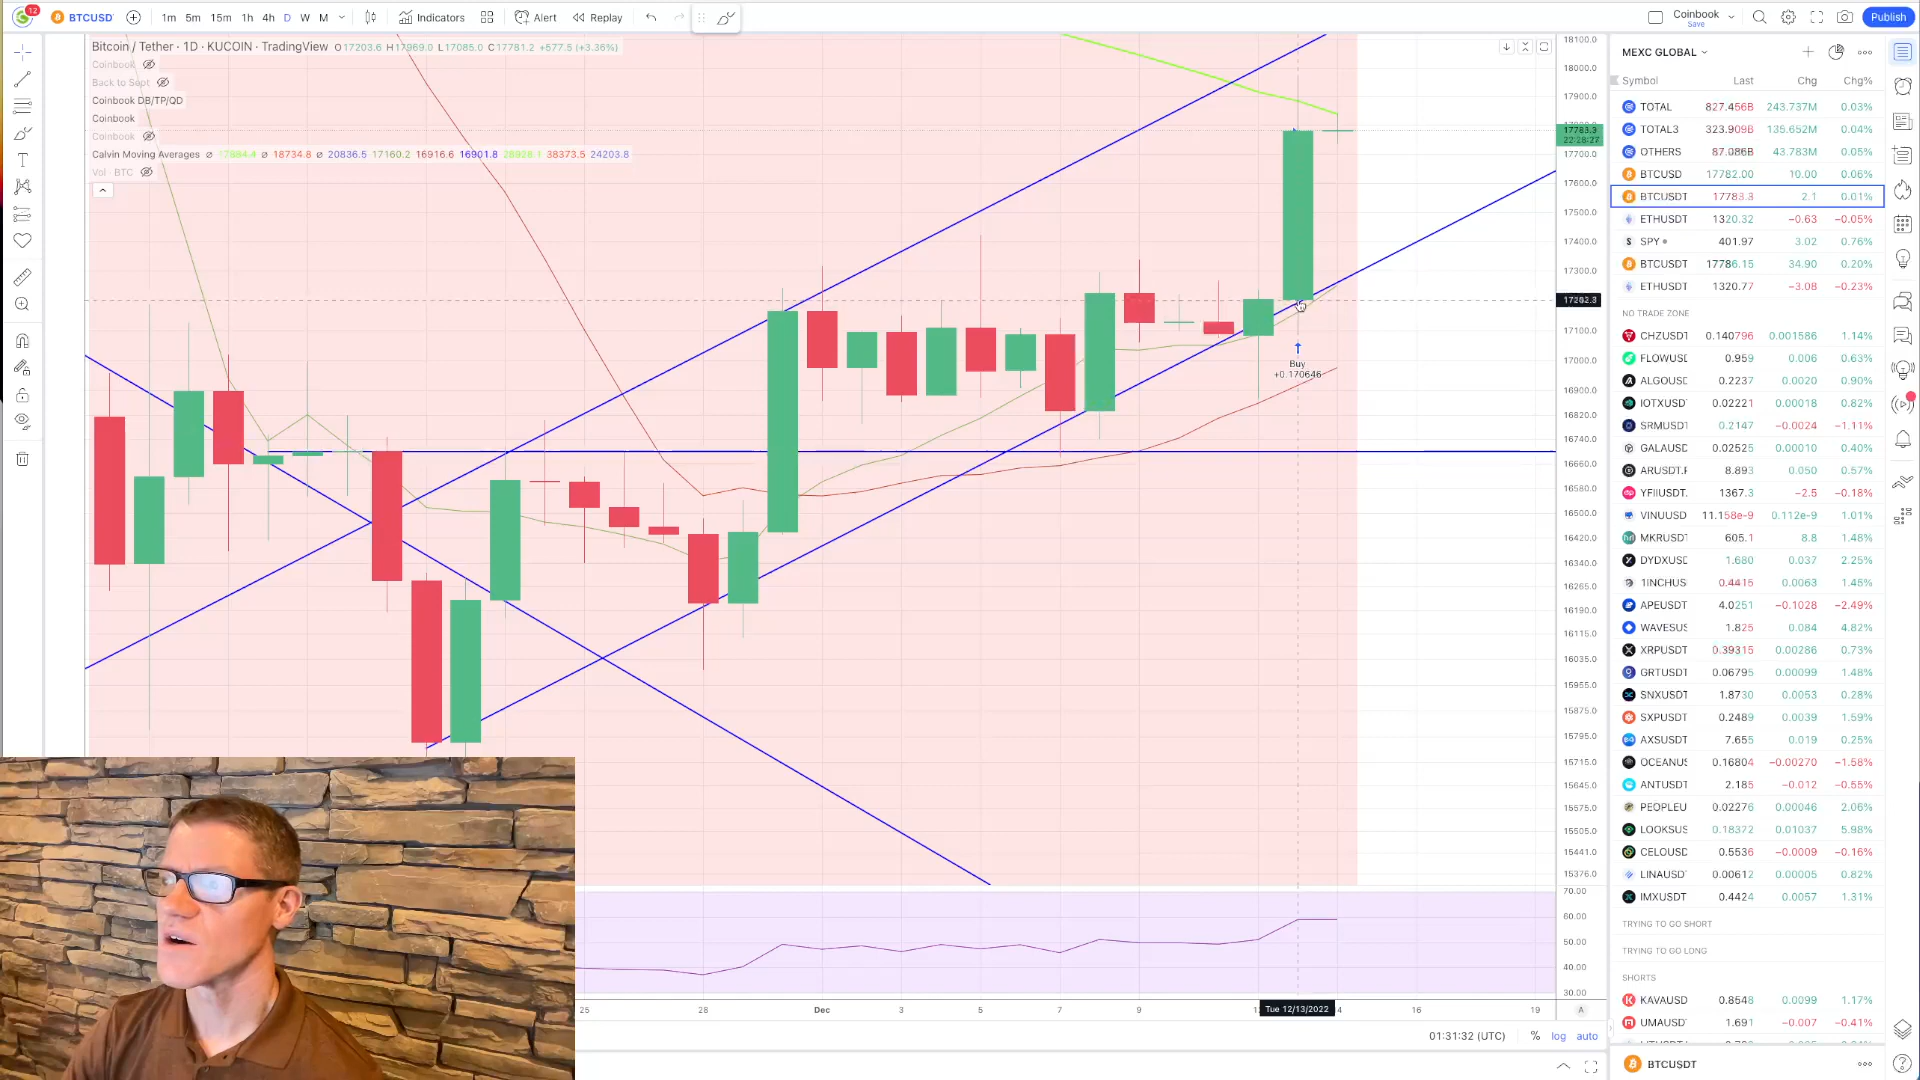 12 BTCUSD 1m 5m 15m 1h 4h D W M Indicators Alert Replay Coinbook Save Publish
Bitcoin / Tether · 1D · KUCOIN · TradingView O17203.6 H17969.0 L17085.0 C17781.2 +577.5 (+3.36%)
Coinbook
Back to Sept
Coinbook DB/TP/QD
Coinbook
Coinbook
Calvin Moving Averages 17884.4 18734.8 20836.5 17160.2 16916.6 16901.8 38373.5 24203.8
Vol BTC
Buy
+0.170646
18100.0
18000.0
17900.0
17783.3
22:28:27
17700.0
17600.0
17500.0
17400.0
17300.0
17202.3
17100.0
17000.0
16900.0
16820.0
16740.0
16660.0
16580.0
16500.0
16420.0
16340.0
16265.0
16190.0
16115.0
16035.0
15955.0
15875.0
15795.0
15715.0
15645.0
15575.0
15505.0
15441.0
15376.0
70.00
60.00
50.00
40.00
30.00
25 28 Dec 3 5 7 9 Tue 12/13/2022 16 19 A
01:31:32 (UTC) % log auto
MEXC GLOBAL
Symbol Last Chg Chg%
TOTAL 827.456B 243.737M 0.03%
TOTAL3 323.909B 135.652M 0.04%
OTHERS 87.086B 43.783M 0.05%
BTCUSD 17782.00 10.00 0.06%
BTCUSDT 17783.3 2.1 0.01%
ETHUSDT 1320.32 −0.63 −0.05%
SPY 401.97 3.02 0.76%
BTCUSDT 17786.15 34.90 0.20%
ETHUSDT 1320.77 −3.08 −0.23%
NO TRADE ZONE
CHZUSDT 0.140796 0.001586 1.14%
FLOWUSD 0.959 0.006 0.63%
ALGOUSD 0.2237 0.0020 0.90%
IOTXUSD 0.02221 0.00018 0.82%
SRMUSD 0.2147 −0.0024 −1.11%
GALAUSD 0.02525 0.00010 0.40%
ARUSDT.P 8.893 0.050 0.57%
YFIIUSDT. 1367.3 −2.5 −0.18%
VINUUSD 11.158e-9 0.112e-9 1.01%
MKRUSDT 605.1 8.8 1.48%
DYDXUSD 1.680 0.037 2.25%
1INCHUS 0.4415 0.0063 1.45%
APEUSDT 4.0251 −0.1028 −2.49%
WAVESUS 1.825 0.084 4.82%
XRPUSDT 0.39315 0.00286 0.73%
GRTUSDT 0.06795 0.00099 1.48%
SNXUSDT 1.8730 0.0053 0.28%
SXPUSDT 0.2489 0.0039 1.59%
AXSUSDT 7.655 0.019 0.25%
OCEANUS 0.16804 −0.00270 −1.58%
ANTUSDT 2.185 −0.012 −0.55%
PEOPLEU 0.02276 0.00046 2.06%
LOOKSUS 0.18372 0.01037 5.98%
CELOUSD 0.5536 −0.0009 −0.16%
LINAUSD 0.00612 0.00005 0.82%
IMXUSDT 0.4424 0.0057 1.31%
TRYING TO GO SHORT
TRYING TO GO LONG
SHORTS
KAVAUSD 0.8548 0.0099 1.17%
UMAUSDT 1.691 −0.007 −0.41%
BTCUSDT